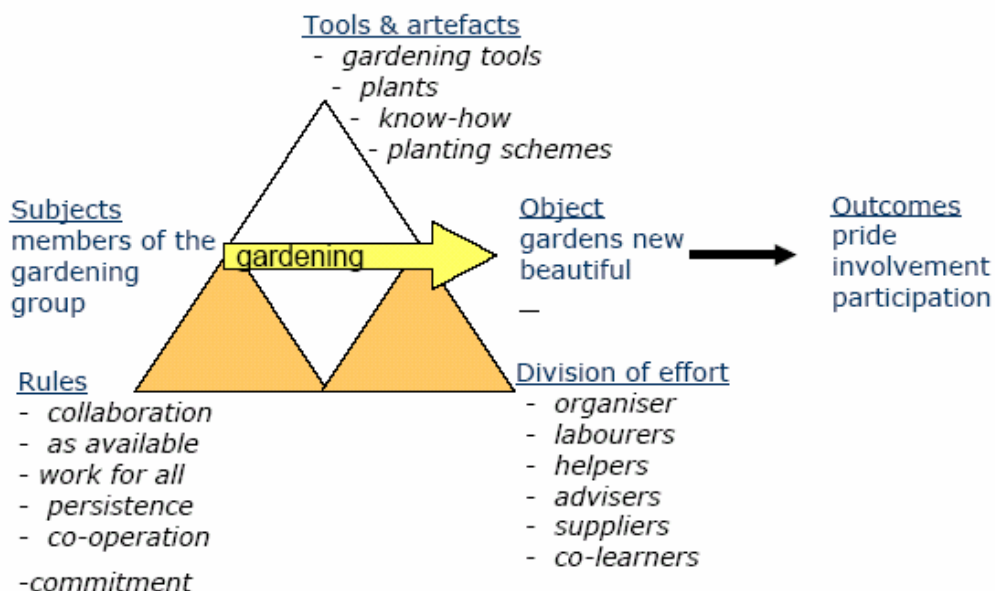 Tools & artefacts
- gardening tools
- plants
- know-how
- planting schemes
Subjects
members of the
gardening
group
gardening
Object
gardens new
beautiful
_
Outcomes
pride
involvement
participation
Rules
- collaboration
- as available
- work for all
- persistence
- co-operation
-commitment
Division of effort
- organiser
- labourers
- helpers
- advisers
- suppliers
- co-learners